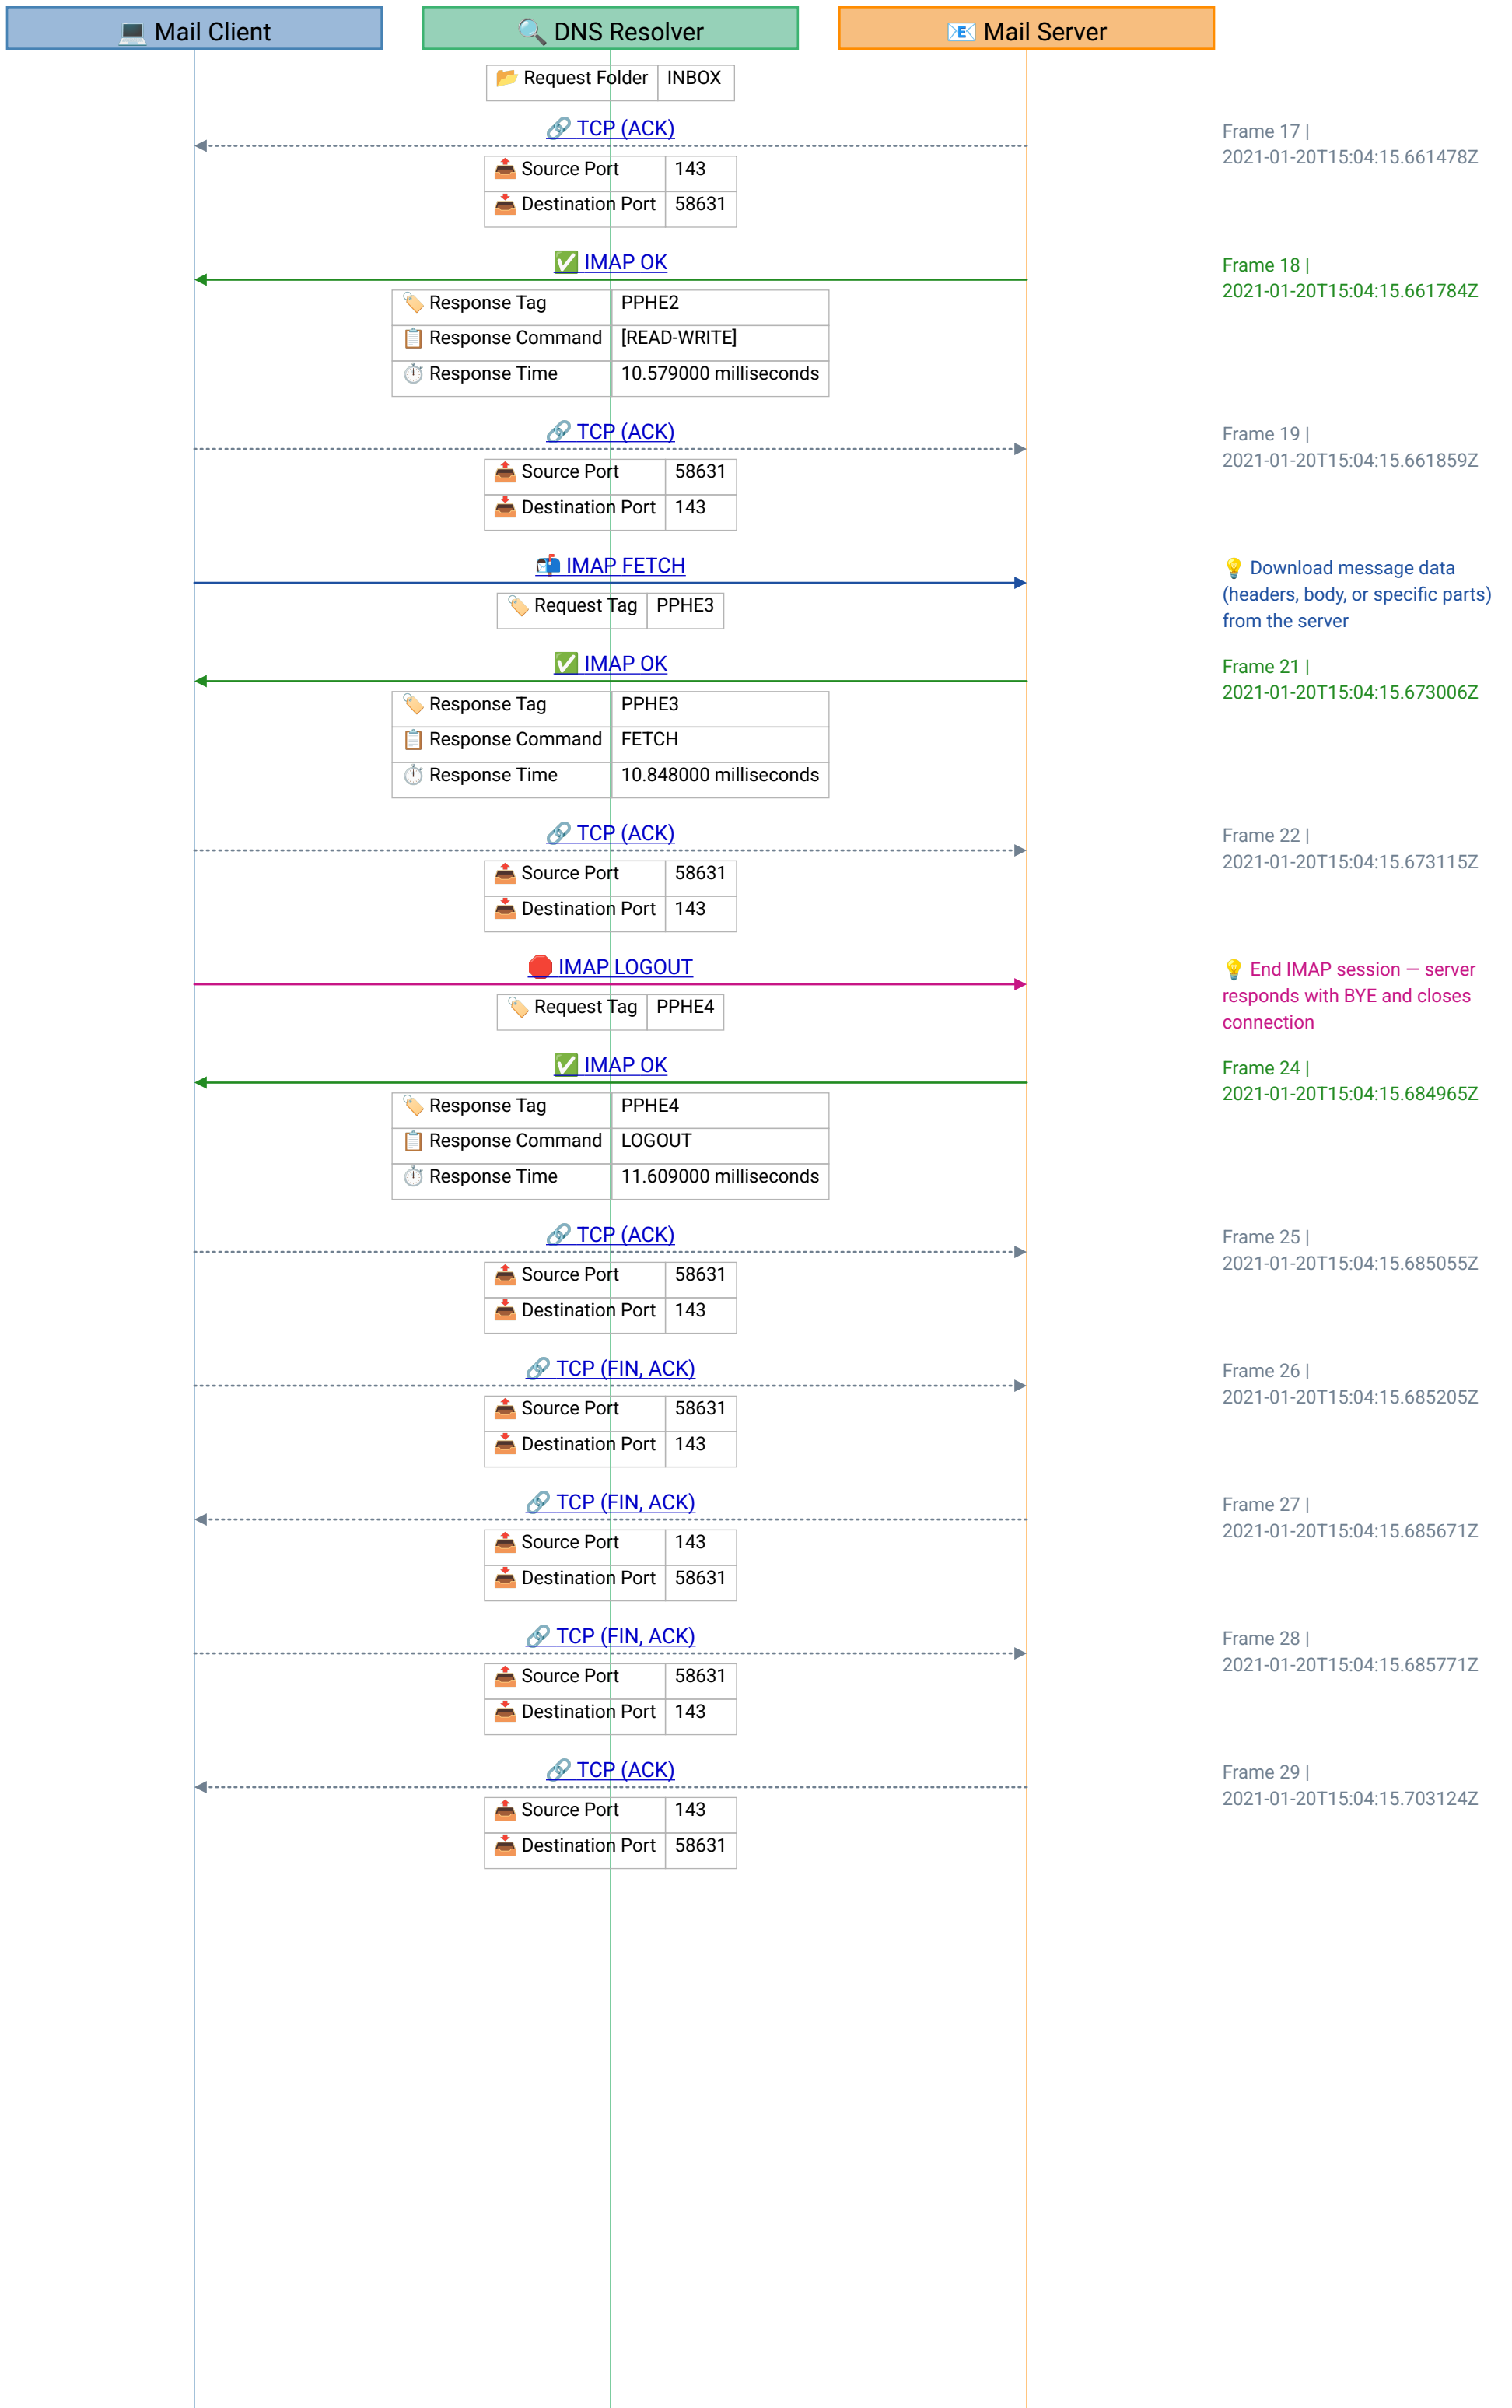 💻 Mail Client
🔍 DNS Resolver
📧 Mail Server
📂 Request Folder INBOX
🔗 TCP (ACK)
Frame 17 |
2021-01-20T15:04:15.661478Z
📤 Source Port 143
📥 Destination Port 58631
✅ IMAP OK
Frame 18 |
2021-01-20T15:04:15.661784Z
🏷️ Response Tag PPHE2
📋 Response Command [READ-WRITE]
⏱️ Response Time 10.579000 milliseconds
🔗 TCP (ACK)
Frame 19 |
2021-01-20T15:04:15.661859Z
📤 Source Port 58631
📥 Destination Port 143
📬 IMAP FETCH
💡 Download message data
(headers, body, or specific parts)
from the server
🏷️ Request Tag PPHE3
✅ IMAP OK
Frame 21 |
2021-01-20T15:04:15.673006Z
🏷️ Response Tag PPHE3
📋 Response Command FETCH
⏱️ Response Time 10.848000 milliseconds
🔗 TCP (ACK)
Frame 22 |
2021-01-20T15:04:15.673115Z
📤 Source Port 58631
📥 Destination Port 143
🛑 IMAP LOGOUT
💡 End IMAP session — server
responds with BYE and closes
connection
🏷️ Request Tag PPHE4
✅ IMAP OK
Frame 24 |
2021-01-20T15:04:15.684965Z
🏷️ Response Tag PPHE4
📋 Response Command LOGOUT
⏱️ Response Time 11.609000 milliseconds
🔗 TCP (ACK)
Frame 25 |
2021-01-20T15:04:15.685055Z
📤 Source Port 58631
📥 Destination Port 143
🔗 TCP (FIN, ACK)
Frame 26 |
2021-01-20T15:04:15.685205Z
📤 Source Port 58631
📥 Destination Port 143
🔗 TCP (FIN, ACK)
Frame 27 |
2021-01-20T15:04:15.685671Z
📤 Source Port 143
📥 Destination Port 58631
🔗 TCP (FIN, ACK)
Frame 28 |
2021-01-20T15:04:15.685771Z
📤 Source Port 58631
📥 Destination Port 143
🔗 TCP (ACK)
Frame 29 |
2021-01-20T15:04:15.703124Z
📤 Source Port 143
📥 Destination Port 58631